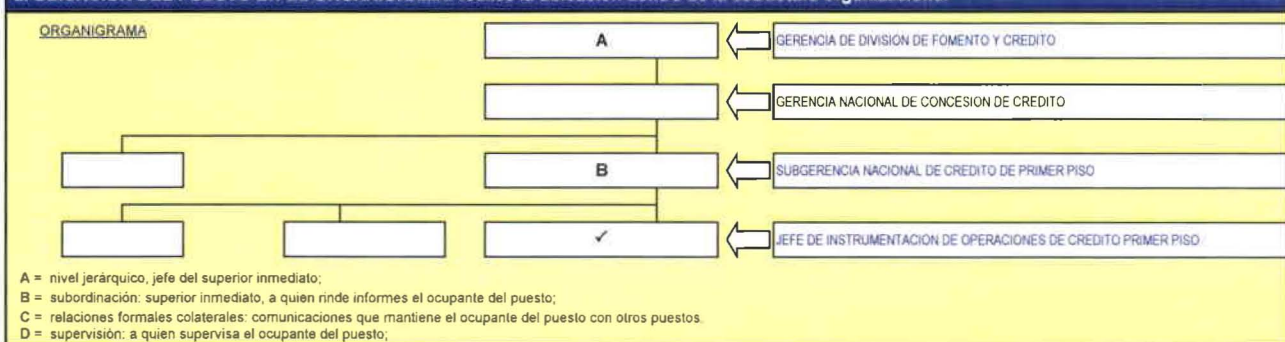 ORGANIGRAMA
A
GERENCIA DE DIVISION DE FOMENTO Y CREDITO
GERENCIA NACIONAL DE CONCESION DE CREDITO
B
SUBGERENCIA NACIONAL DE CREDITO DE PRIMER PISO
✓
JEFE DE INSTRUMENTACION DE OPERACIONES DE CREDITO PRIMER PISO
A = nivel jerárquico, jefe del superior inmediato;
B = subordinación: superior inmediato, a quien rinde informes el ocupante del puesto;
C = relaciones formales colaterales: comunicaciones que mantiene el ocupante del puesto con otros puestos.
D = supervisión: a quien supervisa el ocupante del puesto;